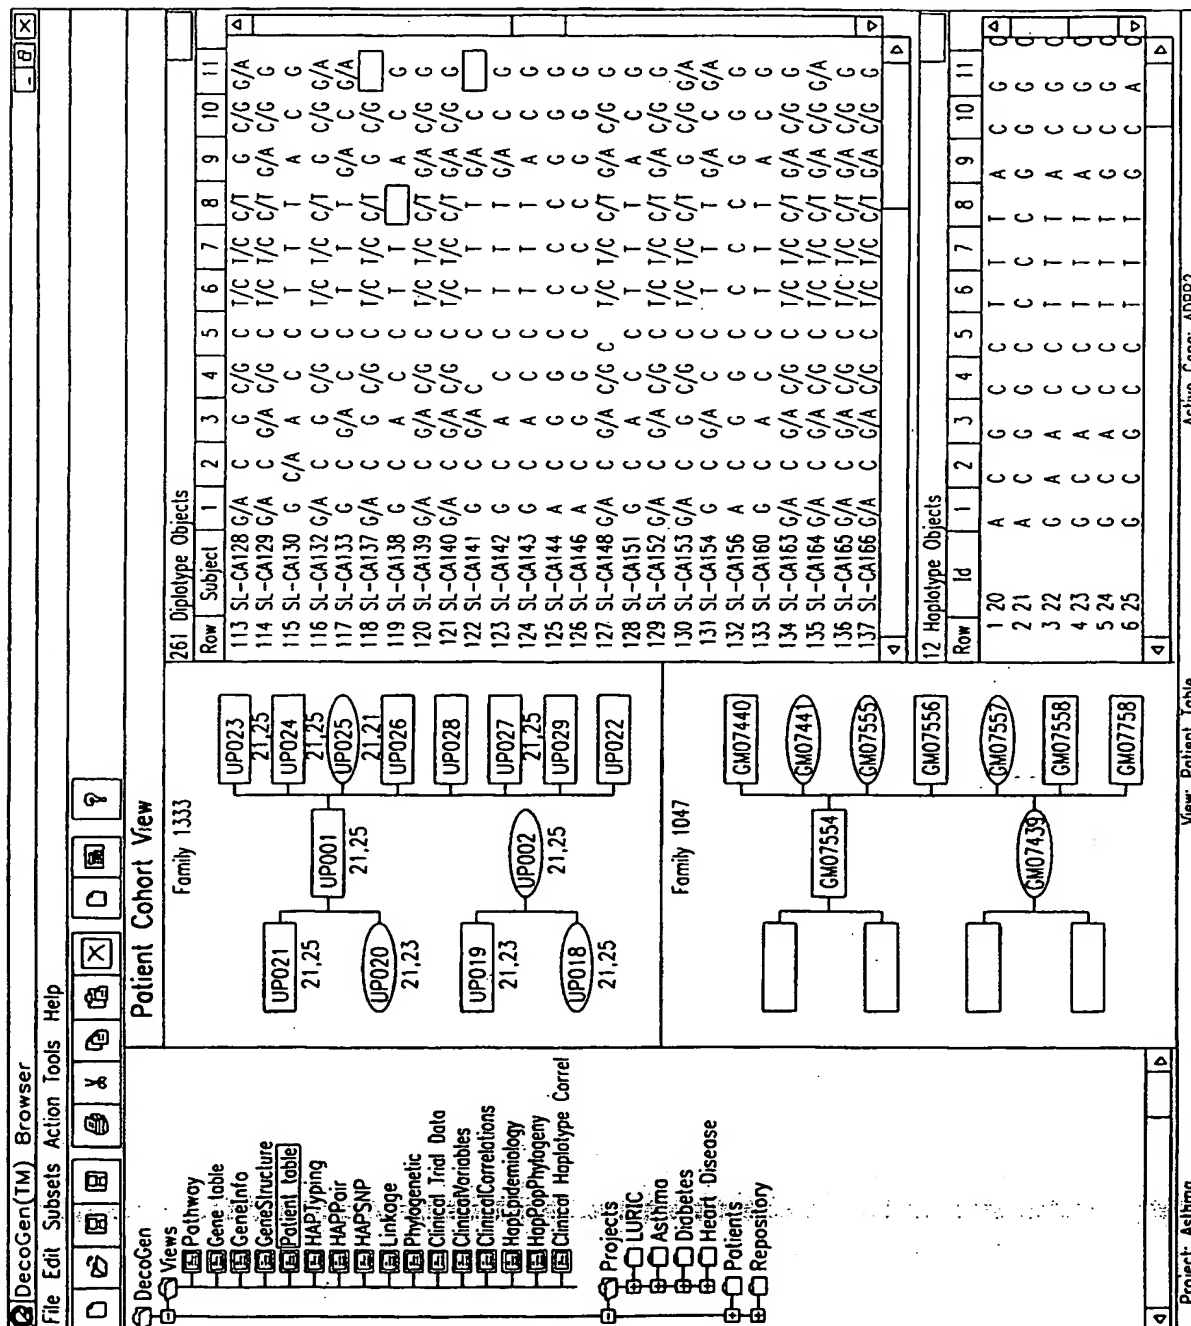 DecoGen(TM) Browser
File Edit Subsets Action Tools Help
?
DecoGen
Views
Pathway
Gene table
GeneInfo
GeneStructure
Patient table
HAPTyping
HAPPair
HAPSNP
Linkage
Phylogenetic
Clinical Trial Data
ClinicalVariables
ClinicalCorrelations
HapEpidemiology
HapPopPhylogeny
Clinical Haplotype Correl
Projects
LURIC
Asthma
Diabetes
Heart Disease
Patients
Repository
Patient Cohort View
Family 1333
UP021
21,25
UP020
21,23
UP019
21,23
UP018
21,25
UP001
21,25
UP002
21,25
UP023
21,25
UP024
21,25
UP025
21,21
UP026
UP028
UP027
21,25
UP029
UP022
Family 1047
GM07554
GM07439
GM07440
GM07441
GM07555
GM07556
GM07557
GM07558
GM07758
261 Diplotype Objects
Row Subject 1 2 3 4 5 6 7 8 9 10 11
113 SL-CA128 G/A C G C/G C T/C T/C C/T G C/G G/A
114 SL-CA129 G/A C G/A C/G C T/C T/C C/T G/A C/G G
115 SL-CA130 G C/A A C C T T T A C G
116 SL-CA132 G/A C G C/G C T/C T/C C/T G C/G G/A
117 SL-CA133 G C G/A C C T T T G/A C G/A
118 SL-CA137 G/A C G C/G C T/C T/C C/T G C/G
119 SL-CA138 G C A C C T T A C G
120 SL-CA139 G/A C G/A C/G C T/C T/C C/T G/A C/G G
121 SL-CA140 G/A C G/A C/G C T/C T/C C/T G/A C/G G
122 SL-CA141 G C G/A C C T T T G/A C
123 SL-CA142 G C A C C T T T G/A C G
124 SL-CA143 G C A C C T T T A C G
125 SL-CA144 A C G G C C C C G G G
126 SL-CA146 A C G G C C C C G G G
127 SL-CA148 G/A C G/A C/G C T/C T/C C/T G/A C/G G
128 SL-CA151 G C A C C T T T A C G
129 SL-CA152 G/A C G/A C/G C T/C T/C C/T G/A C/G G
130 SL-CA153 G/A C G C/G C T/C T/C C/T G C/G G/A
131 SL-CA154 G C G/A C C T T T G/A C G/A
132 SL-CA156 A C G G C C C C G G G
133 SL-CA160 G C A C C T T T A C G
134 SL-CA163 G/A C G/A C/G C T/C T/C C/T G/A C/G G
135 SL-CA164 G/A C G/A C/G C T/C T/C C/T G/A C/G G/A
136 SL-CA165 G/A C G/A C/G C T/C T/C C/T G/A C/G G
137 SL-CA166 G/A C G/A C/G C T/C T/C C/T G/A C/G G
12 Haplotype Objects
Row Id 1 2 3 4 5 6 7 8 9 10 11
1 20 A C G C C T T T A C G
2 21 A C G G C C C C G G G
3 22 G A A C C T T T A C G
4 23 G C A C C T T T A C G
5 24 G C A C C T T T G C G
6 25 G C G C C T T T G C A
Project: Asthma View: Patient Table Active Gene: ADRB2